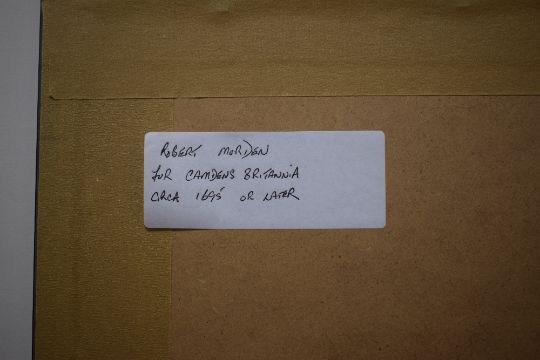 ROBERT MORDEN
FOR CAMDENS BRITANNIA
CIRCA 1695 OR LATER